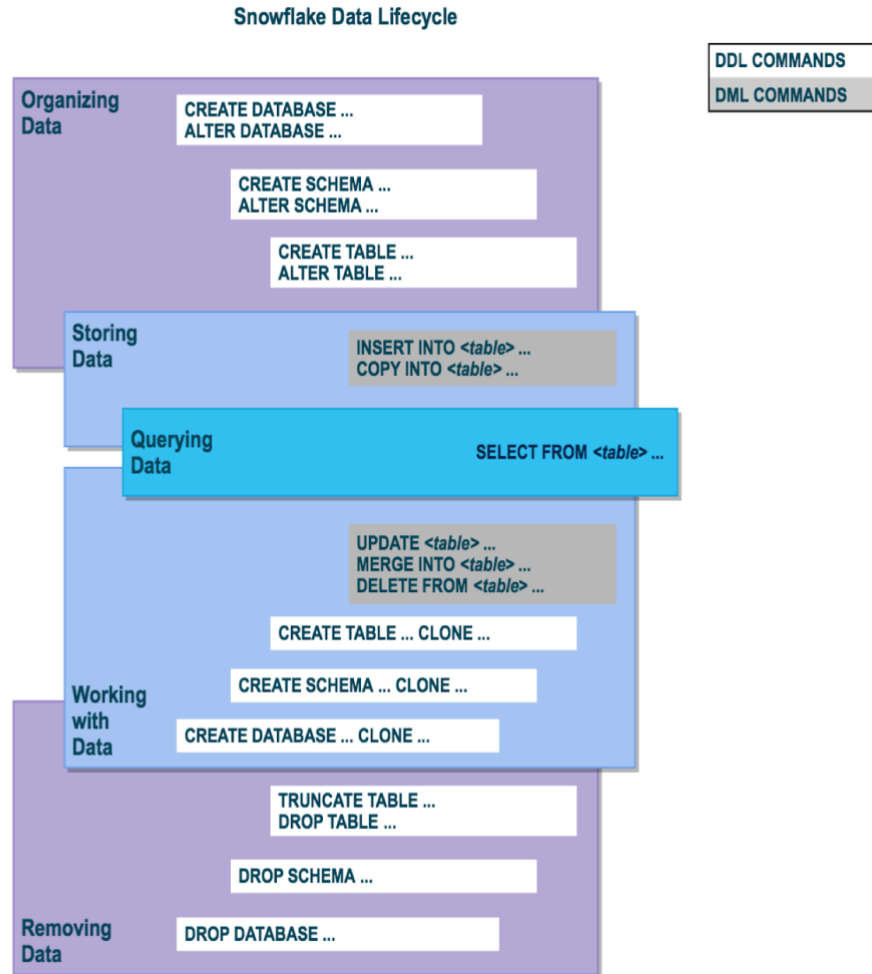 Snowflake Data Lifecycle
DDL COMMANDS
DML COMMANDS
Organizing
Data
CREATE DATABASE ...
ALTER DATABASE ...
CREATE SCHEMA ...
ALTER SCHEMA ...
CREATE TABLE ...
ALTER TABLE ...
Storing
Data
INSERT INTO <table> ...
COPY INTO <table> ...
Querying
Data
SELECT FROM <table> ...
UPDATE <table> ...
MERGE INTO <table> ...
DELETE FROM <table> ...
CREATE TABLE ... CLONE ...
CREATE SCHEMA ... CLONE ...
Working
with
Data
CREATE DATABASE ... CLONE ...
TRUNCATE TABLE ...
DROP TABLE ...
DROP SCHEMA ...
Removing
Data
DROP DATABASE ...